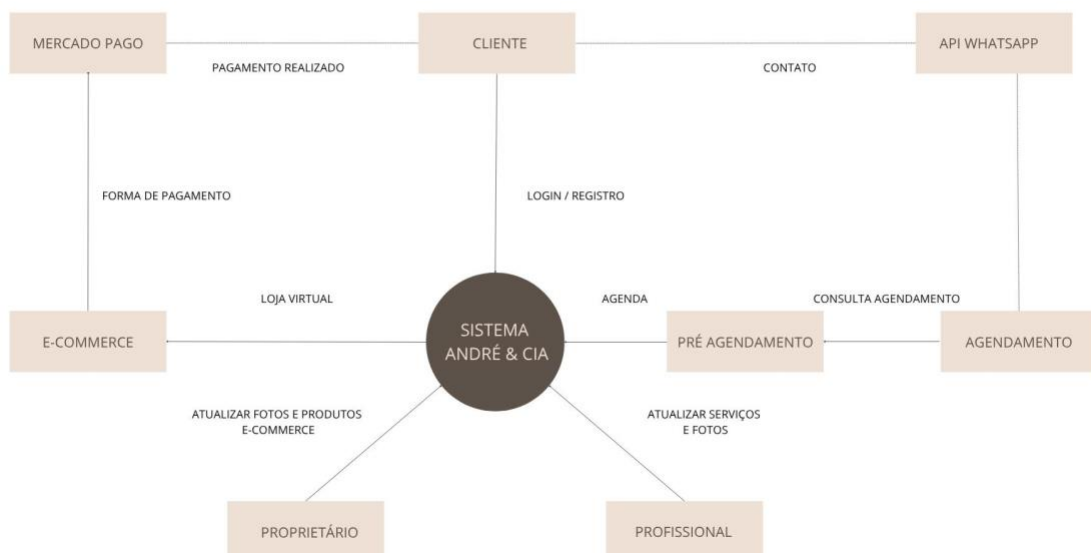 MERCADO PAGO
CLIENTE
API WHATSAPP
PAGAMENTO REALIZADO
CONTATO
FORMA DE PAGAMENTO
LOGIN / REGISTRO
LOJA VIRTUAL
AGENDA
CONSULTA AGENDAMENTO
E-COMMERCE
SISTEMA
ANDRÉ & CIA
PRÉ AGENDAMENTO
AGENDAMENTO
ATUALIZAR FOTOS E PRODUTOS
E-COMMERCE
ATUALIZAR SERVIÇOS
E FOTOS
PROPRIETÁRIO
PROFISSIONAL